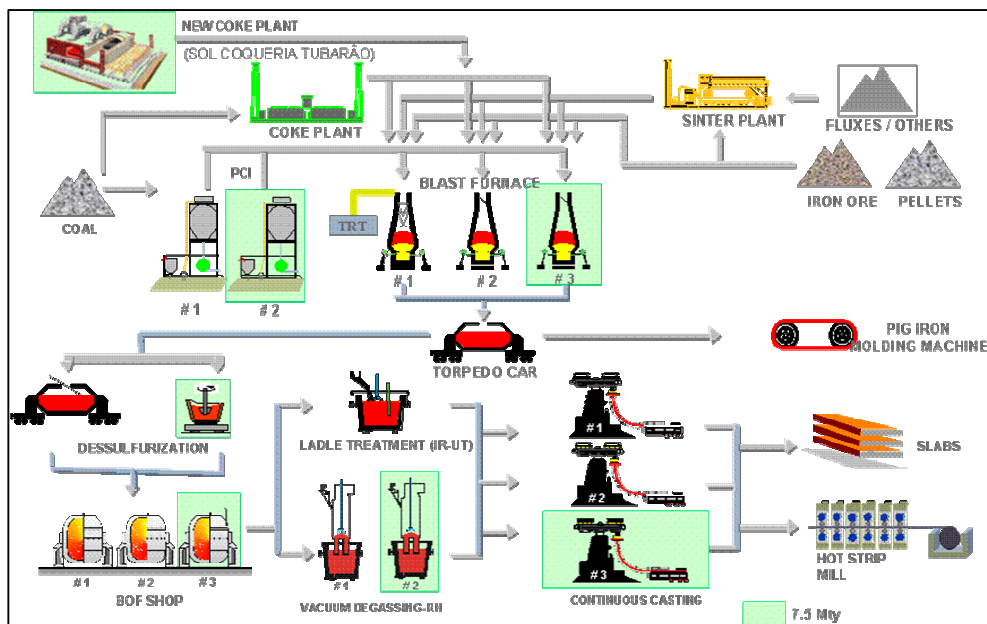 NEW COKE PLANT
(SOL COQUERIA TUBARÃO)
COKE PLANT
SINTER PLANT
FLUXES / OTHERS
IRON ORE
PELLETS
COAL
PCI
#1
#2
BLAST FURNACE
TRT
#1
#2
#3
TORPEDO CAR
PIG IRON
MOLDING MACHINE
DESSULFURIZATION
LADLE TREATMENT (IR-UT)
#1
#2
#3
SLABS
#1
#2
#3
BOF SHOP
#1
#2
VACUUM DEGASSING-RH
CONTINUOUS CASTING
HOT STRIP
MILL
7.5 Mty